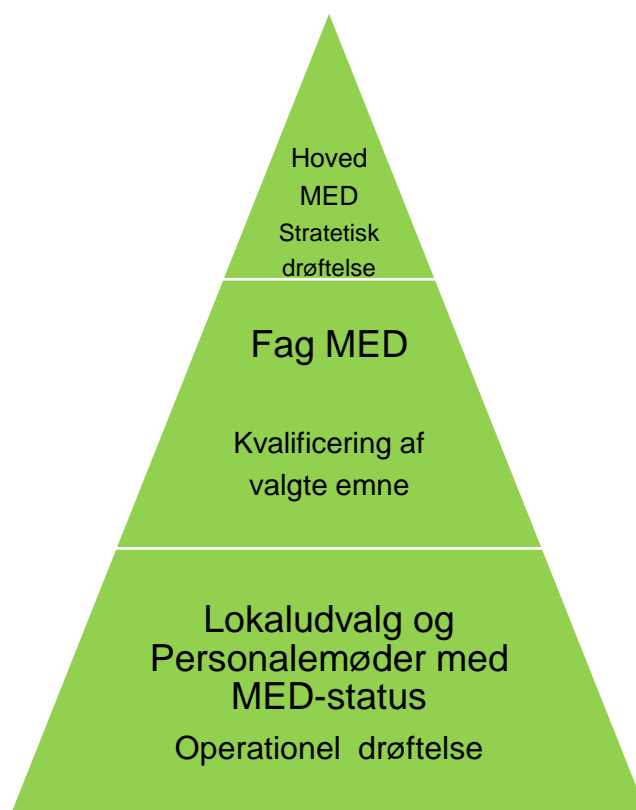 Hoved
MED
Stratetisk
drøftelse
Fag MED
Kvalificering af
valgte emne
Lokaludvalg og
Personalemøder med
MED-status
Operationel drøftelse